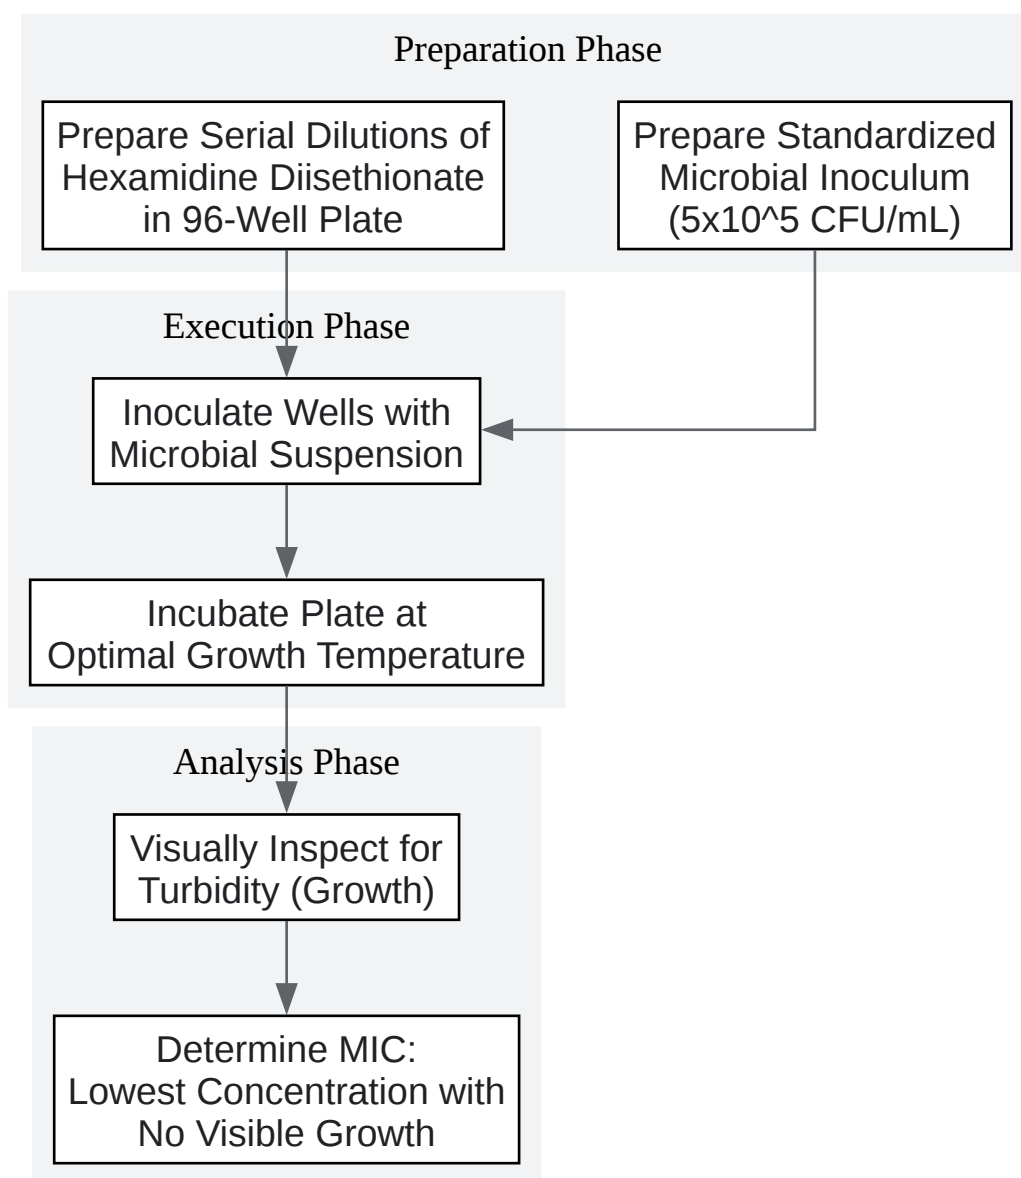 Preparation Phase
Prepare Serial Dilutions of
Hexamidine Diisethionate
in 96-Well Plate
Prepare Standardized
Microbial Inoculum
(5x10^5 CFU/mL)
Execution Phase
Inoculate Wells with
Microbial Suspension
Incubate Plate at
Optimal Growth Temperature
Analysis Phase
Visually Inspect for
Turbidity (Growth)
Determine MIC:
Lowest Concentration with
No Visible Growth